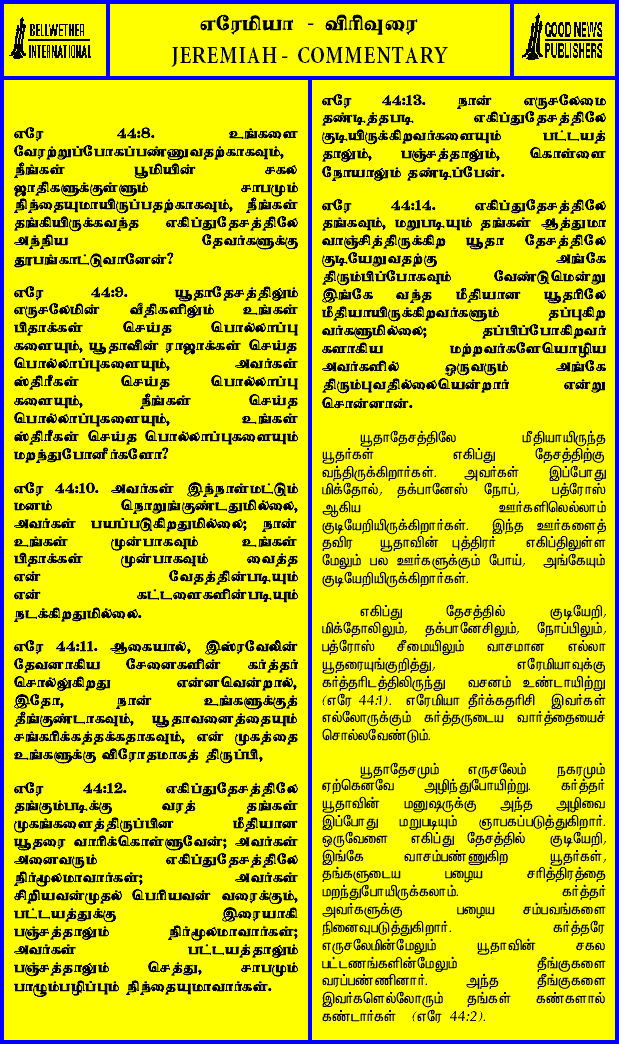 BELLWETHER
INTERNATIONAL
எரேமியா - விரிவுரை
JEREMIAH - COMMENTARY
GOOD NEWS
PUBLISHERS
எரே 44:8. உங்களை
வேரற்றுப்போகப்பண்ணுவதற்காகவும்,
நீங்கள் பூமியின் சகல
ஜாதிகளுக்குள்ளும் சாபமும்
நிந்தையுமாயிருப்பதற்காகவும், நீங்கள்
தங்கியிருக்கவந்த எகிப்துதேசத்திலே
அந்நிய தேவர்களுக்கு
தூபங்காட்டுவானேன்?
எரே 44:9. யூதாதேசத்திலும்
எருசலேமின் வீதிகளிலும் உங்கள்
பிதாக்கள் செய்த பொல்லாப்பு
களையும், யூதாவின் ராஜாக்கள் செய்த
பொல்லாப்புகளையும், அவர்கள்
ஸ்திரீகள் செய்த பொல்லாப்பு
களையும், நீங்கள் செய்த
பொல்லாப்புகளையும், உங்கள்
ஸ்திரீகள் செய்த பொல்லாப்புகளையும்
மறந்துபோனீர்களோ?
எரே 44:10. அவர்கள் இந்நாள்மட்டும்
மனம் நொறுங்குண்டதுமில்லை,
அவர்கள் பயப்படுகிறதுமில்லை; நான்
உங்கள் முன்பாகவும் உங்கள்
பிதாக்கள் முன்பாகவும் வைத்த
என் வேதத்தின்படியும்
என் கட்டளைகளின்படியும்
நடக்கிறதுமில்லை.
எரே 44:11. ஆகையால், இஸ்ரவேலின்
தேவனாகிய சேனைகளின் கர்த்தர்
சொல்லுகிறது என்னவென்றால்,
இதோ, நான் உங்களுக்குத்
தீங்குண்டாகவும், யூதாவனைத்தையும்
சங்கரிக்கத்தக்கதாகவும், என் முகத்தை
உங்களுக்கு விரோதமாகத் திருப்பி,
எரே 44:12. எகிப்துதேசத்திலே
தங்கும்படிக்கு வரத் தங்கள்
முகங்களைத்திருப்பின மீதியான
யூதரை வாரிக்கொள்ளுவேன்; அவர்கள்
அனைவரும் எகிப்துதேசத்திலே
நிர்மூலமாவார்கள்; அவர்கள்
சிறியவன்முதல் பெரியவன் வரைக்கும்,
பட்டயத்துக்கு இரையாகி
பஞ்சத்தாலும் நிர்மூலமாவார்கள்;
அவர்கள் பட்டயத்தாலும்
பஞ்சத்தாலும் செத்து, சாபமும்
பாழும்பழிப்பும் நிந்தையுமாவார்கள்.
எரே 44:13. நான் எருசலேமை
தண்டித்தபடி எகிப்துதேசத்திலே
குடியிருக்கிறவர்களையும் பட்டயத்
தாலும், பஞ்சத்தாலும், கொள்ளை
நோயாலும் தண்டிப்பேன்.
எரே 44:14. எகிப்துதேசத்திலே
தங்கவும், மறுபடியும் தங்கள் ஆத்துமா
வாஞ்சித்திருக்கிற யூதா தேசத்திலே
குடியேறுவதற்கு அங்கே
திரும்பிப்போகவும் வேண்டுமென்று
இங்கே வந்த மீதியான யூதரிலே
மீதியாயிருக்கிறவர்களும் தப்புகிற
வர்களுமில்லை; தப்பிப்போகிறவர்
களாகிய மற்றவர்களேயொழிய
அவர்களில் ஒருவரும் அங்கே
திரும்புவதில்லையென்றார் என்று
சொன்னான்.
யூதாதேசத்திலே மீதியாயிருந்த
யூதர்கள் எகிப்து தேசத்திற்கு
வந்திருக்கிறார்கள். அவர்கள் இப்போது
மிக்தோல், தக்பானேஸ் நோப், பத்ரோஸ்
ஆகிய ஊர்களிலெல்லாம்
குடியேறியிருக்கிறார்கள். இந்த ஊர்களைத்
தவிர யூதாவின் புத்திரர் எகிப்திலுள்ள
மேலும் பல ஊர்களுக்கும் போய், அங்கேயும்
குடியேறியிருக்கிறார்கள்.
எகிப்து தேசத்தில் குடியேறி,
மிக்தோலிலும், தக்பானேசிலும், நோப்பிலும்,
பத்ரோஸ் சீமையிலும் வாசமான எல்லா
யூதரையுங்குறித்து, எரேமியாவுக்கு
கர்த்தரிடத்திலிருந்து வசனம் உண்டாயிற்று
(எரே 44:1). எரேமியா தீர்க்கதரிசி இவர்கள்
எல்லோருக்கும் கர்த்தருடைய வார்த்தையைச்
சொல்லவேண்டும்.
யூதாதேசமும் எருசலேம் நகரமும்
ஏற்கெனவே அழிந்துபோயிற்று. கர்த்தர்
யூதாவின் மனுஷருக்கு அந்த அழிவை
இப்போது மறுபடியும் ஞாபகப்படுத்துகிறார்.
ஒருவேளை எகிப்து தேசத்தில் குடியேறி,
இங்கே வாசம்பண்ணுகிற யூதர்கள்,
தங்களுடைய பழைய சரித்திரத்தை
மறந்துபோயிருக்கலாம். கர்த்தர்
அவர்களுக்கு பழைய சம்பவங்களை
நினைவுபடுத்துகிறார். கர்த்தரே
எருசலேமின்மேலும் யூதாவின் சகல
பட்டணங்களின்மேலும் தீங்குகளை
வரப்பண்ணினார். அந்த தீங்குகளை
இவர்களெல்லோரும் தங்கள் கண்களால்
கண்டார்கள் (எரே 44:2).